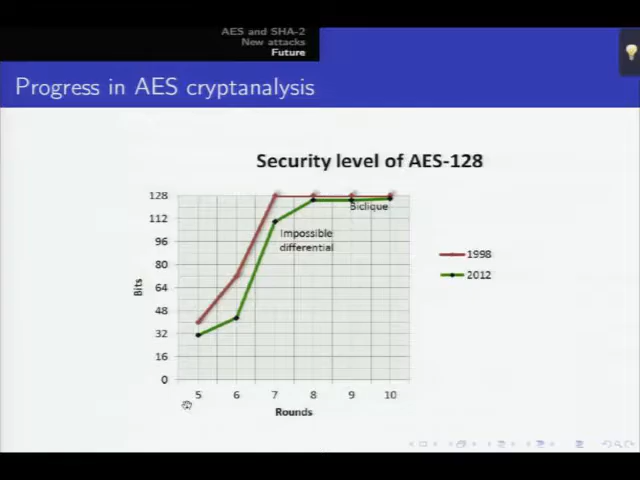 AES and SHA-2
New attacks
Future
Progress in AES cryptanalysis
Security level of AES-128
128
112
96
80
64
48
32
16
0
Bits
Biclique
Impossible
differential
1998
2012
5 6 7 8 9 10
Rounds